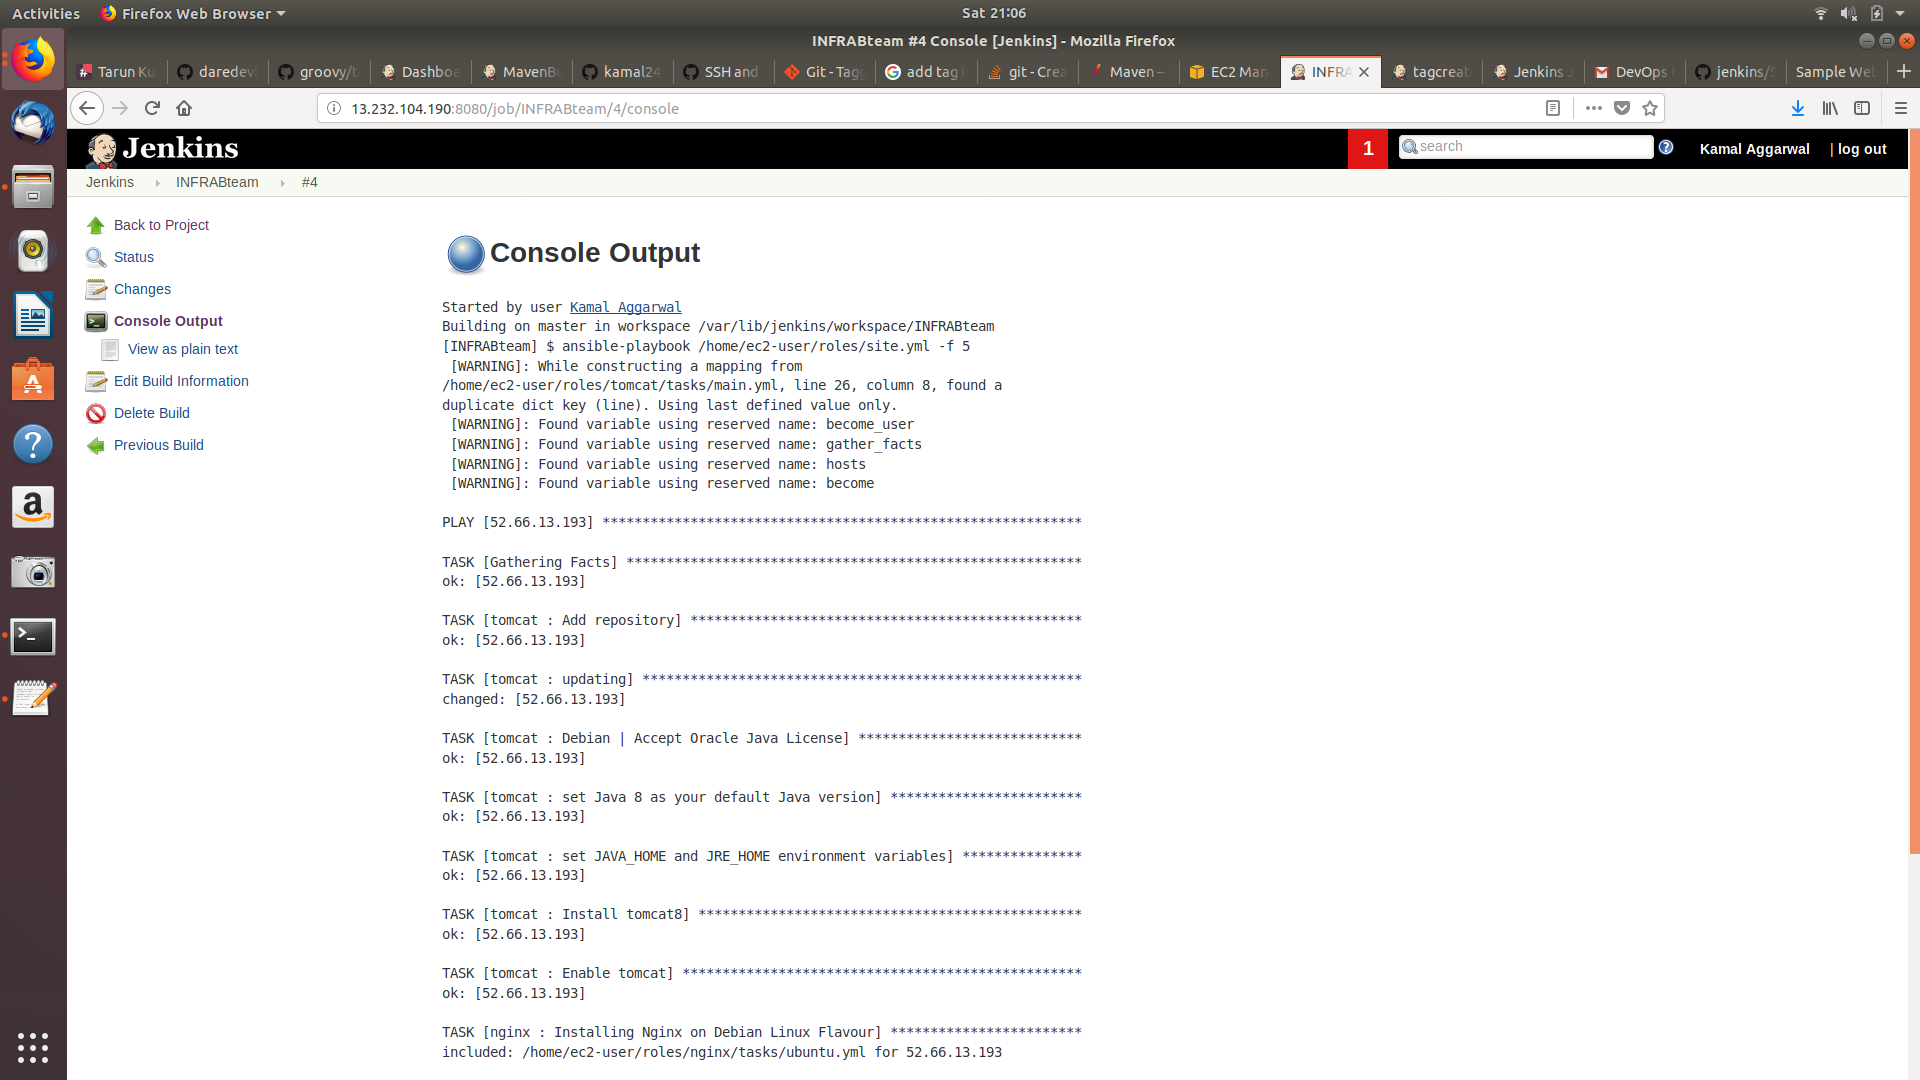 Activities
Firefox Web Browser
Sat 21:06
INFRABteam #4 Console [Jenkins] - Mozilla Firefox
Tarun Ku
daredevi
groovy/t
Dashboa
MavenBu
kamal24
SSH and
Git - Tagg
add tag i
git - Crea
Maven –
EC2 Man
INFRA
tagcreat
Jenkins
DevOps
jenkins/S
Sample Web
13.232.104.190:8080/job/INFRABteam/4/console
Jenkins
1
search
Kamal Aggarwal
| log out
Jenkins
INFRABteam
#4
Back to Project
Status
Changes
Console Output
View as plain text
Edit Build Information
Delete Build
Previous Build
Console Output
Started by user Kamal Aggarwal
Building on master in workspace /var/lib/jenkins/workspace/INFRABteam
[INFRABteam] $ ansible-playbook /home/ec2-user/roles/site.yml -f 5
[WARNING]: While constructing a mapping from
/home/ec2-user/roles/tomcat/tasks/main.yml, line 26, column 8, found a
duplicate dict key (line). Using last defined value only.
[WARNING]: Found variable using reserved name: become_user
[WARNING]: Found variable using reserved name: gather_facts
[WARNING]: Found variable using reserved name: hosts
[WARNING]: Found variable using reserved name: become
PLAY [52.66.13.193] ************************************************************
TASK [Gathering Facts] *********************************************************
ok: [52.66.13.193]
TASK [tomcat : Add repository] *************************************************
ok: [52.66.13.193]
TASK [tomcat : updating] *******************************************************
changed: [52.66.13.193]
TASK [tomcat : Debian | Accept Oracle Java License] ****************************
ok: [52.66.13.193]
TASK [tomcat : set Java 8 as your default Java version] ************************
ok: [52.66.13.193]
TASK [tomcat : set JAVA_HOME and JRE_HOME environment variables] ***************
ok: [52.66.13.193]
TASK [tomcat : Install tomcat8] ************************************************
ok: [52.66.13.193]
TASK [tomcat : Enable tomcat] **************************************************
ok: [52.66.13.193]
TASK [nginx : Installing Nginx on Debian Linux Flavour] ************************
included: /home/ec2-user/roles/nginx/tasks/ubuntu.yml for 52.66.13.193